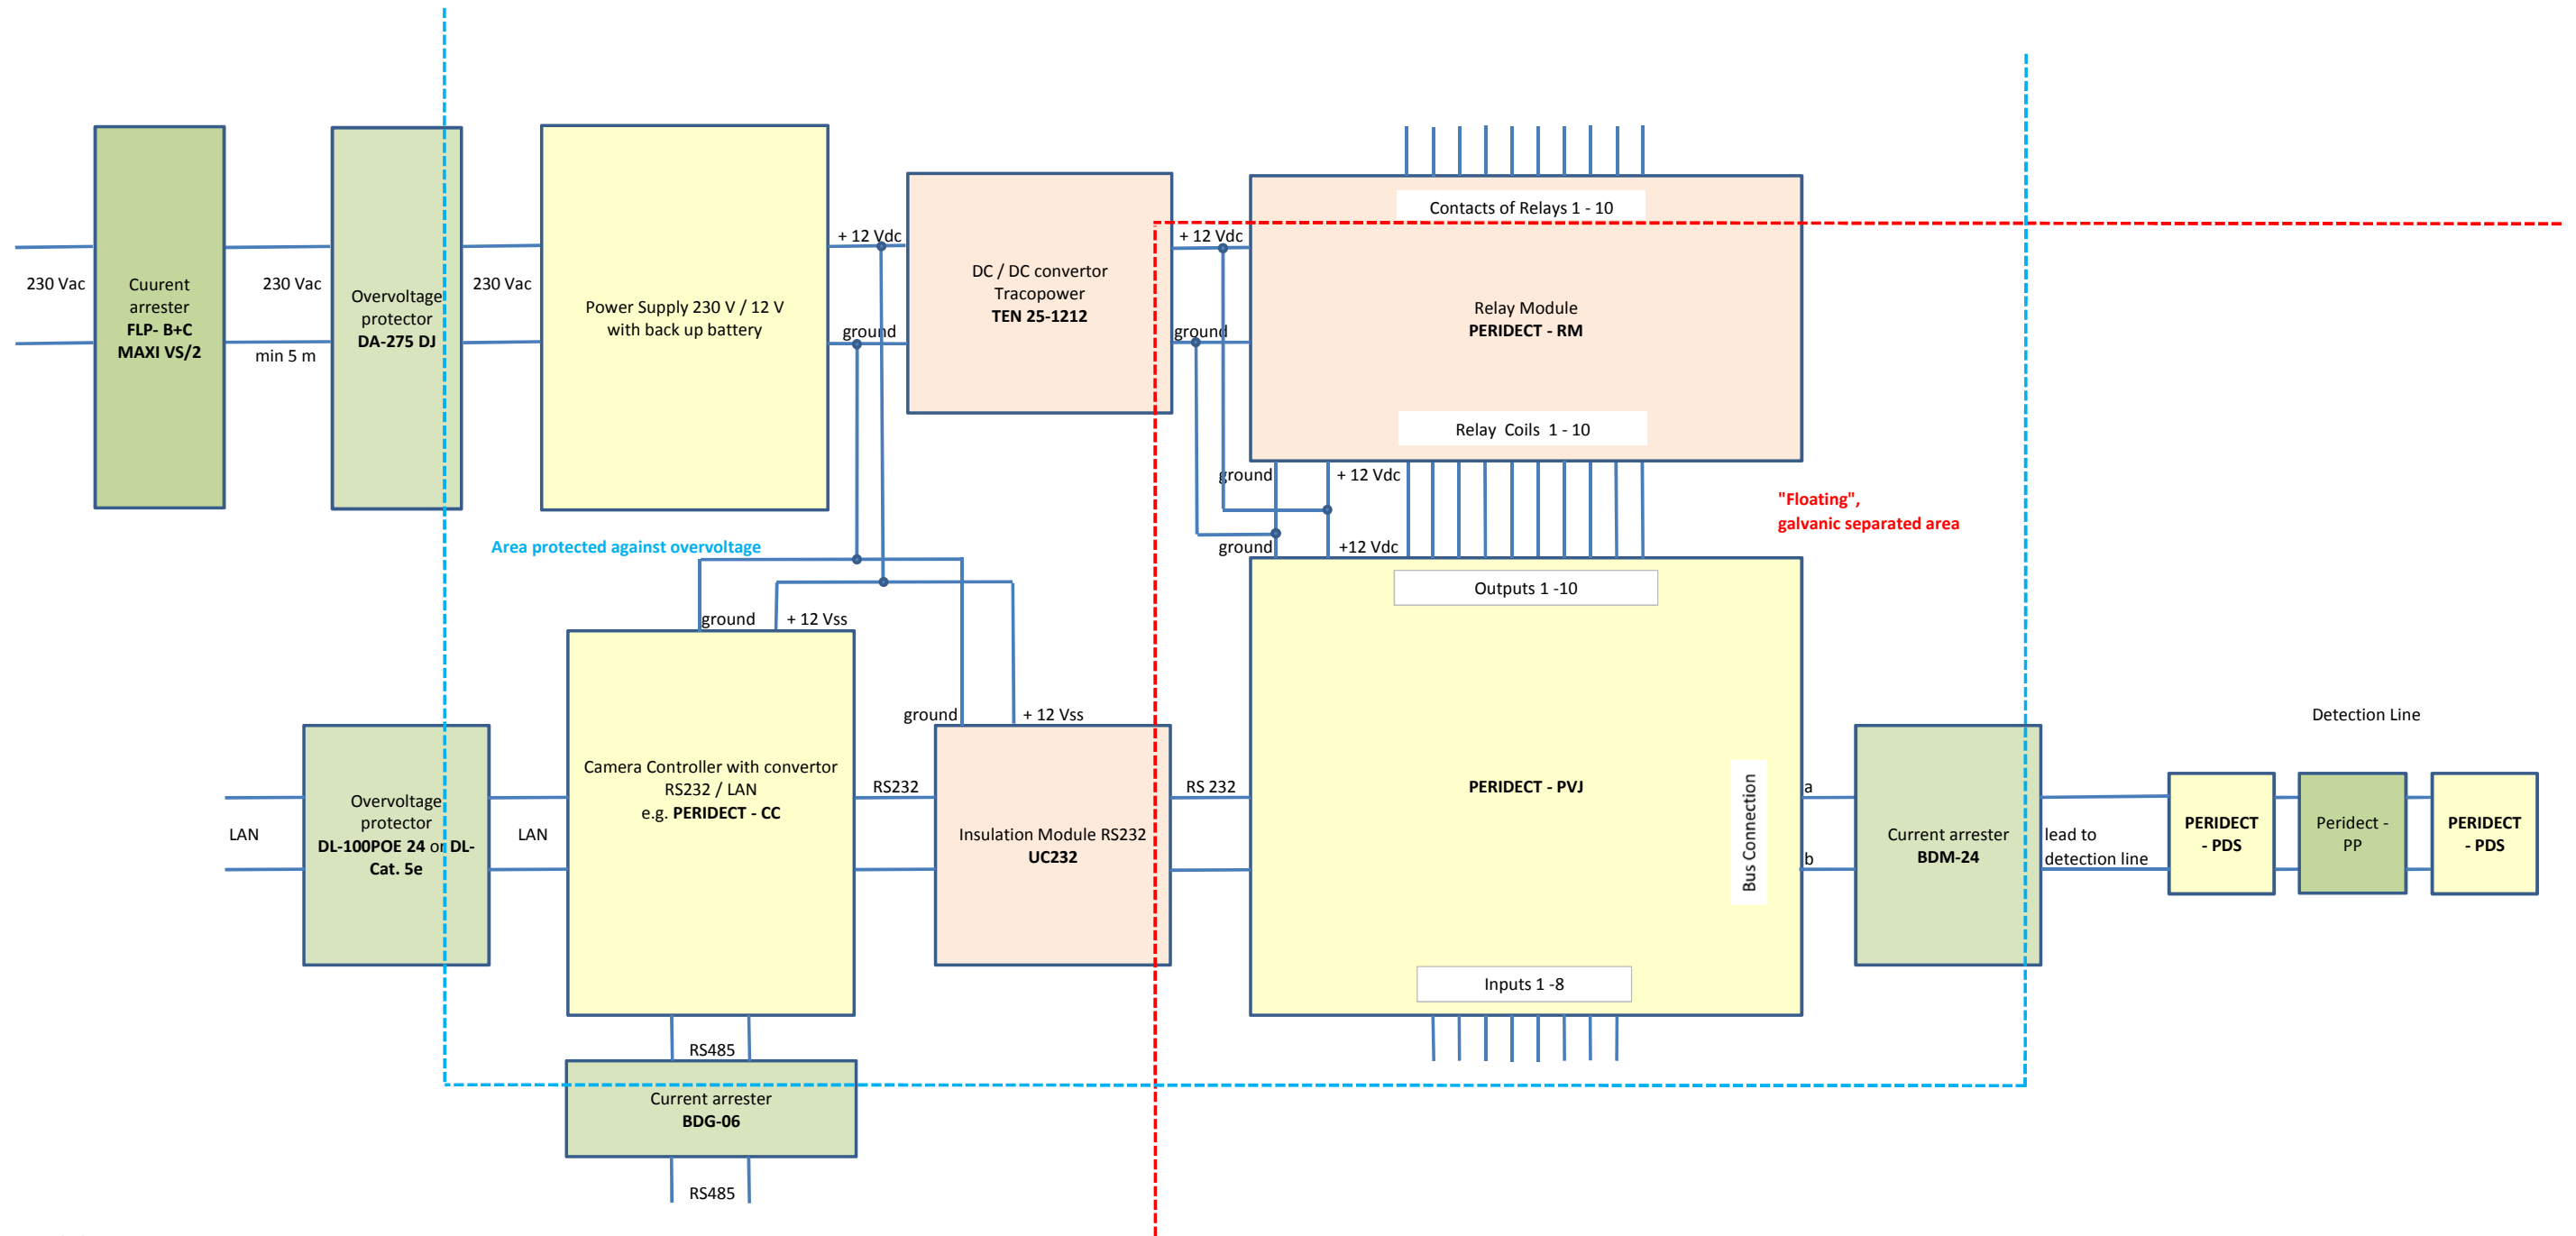 Contacts of Relays 1 - 10
+ 12 Vdc
+ 12 Vdc
230 Vac
Cuurent
arrester
FLP- B+C
MAXI VS/2
230 Vac
min 5 m
Overvoltage
protector
DA-275 DJ
230 Vac
Power Supply 230 V / 12 V
with back up battery
ground
DC / DC convertor
Tracopower
TEN 25-1212
ground
Relay Module
PERIDECT - RM
Relay Coils 1 - 10
ground
+ 12 Vdc
"Floating",
galvanic separated area
Area protected against overvoltage
ground
+12 Vdc
Outputs 1 -10
ground
+ 12 Vss
ground
+ 12 Vss
Detection Line
LAN
Overvoltage
protector
DL-100POE 24 or DL-
Cat. 5e
LAN
Camera Controller with convertor
RS232 / LAN
e.g. PERIDECT - CC
RS232
Insulation Module RS232
UC232
RS 232
PERIDECT - PVJ
Bus Connection
a
b
Current arrester
BDM-24
lead to
detection line
PERIDECT
- PDS
Peridect -
PP
PERIDECT
- PDS
Inputs 1 -8
RS485
Current arrester
BDG-06
RS485